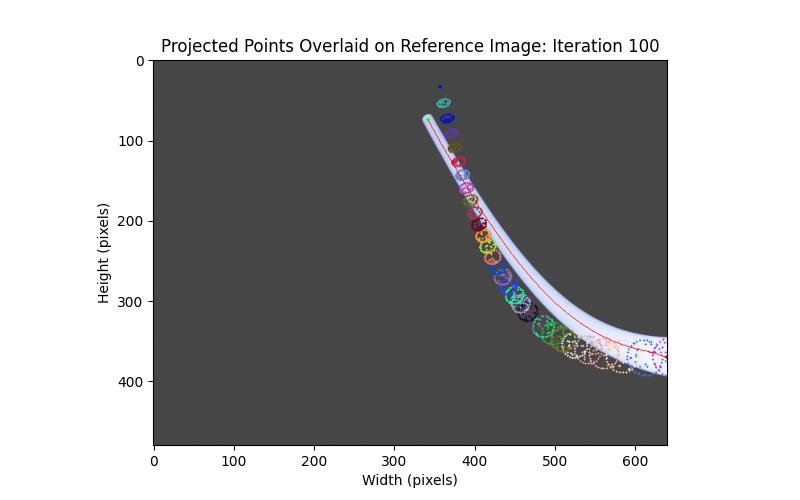 Projected Points Overlaid on Reference Image: Iteration 100
0
100
200
300
400
Height (pixels)
0 100 200 300 400 500 600
Width (pixels)